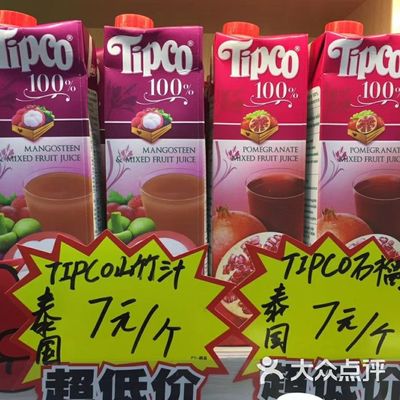 Tipco
100%
MANGOSTEEN
& MIXED FRUIT JUICE
Tipco
100%
MANGOSTEEN
& MIXED FRUIT JUICE
Tipco
100%
POMEGRANATE
& MIXED FRUIT JUICE
Tipco
100%
POMEGRANATE
& MIXED FRUIT JUICE
TIPCO山竹汁
泰国
7元/个
超低价
TIPCO石榴
泰国
7元/个
超低价
大众点评